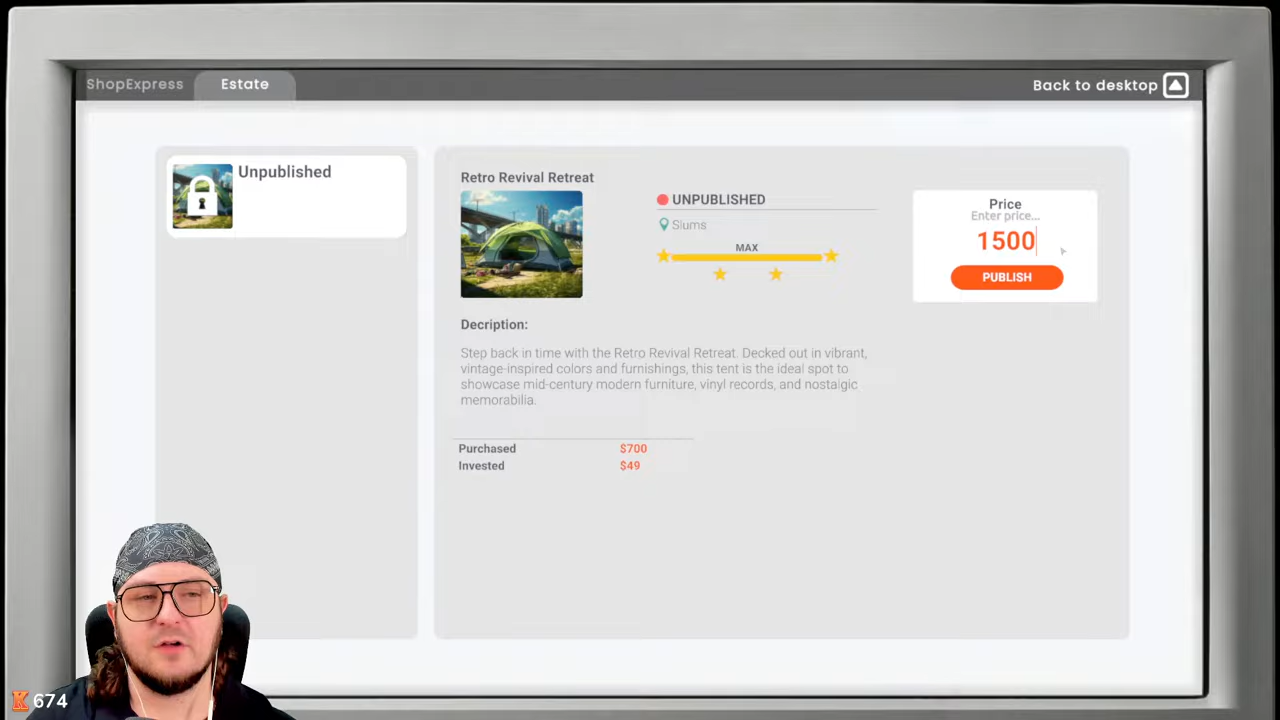 ShopExpress
Estate
Back to desktop
Unpublished
Retro Revival Retreat
UNPUBLISHED
Slums
MAX
Price
Enter price...
1500
PUBLISH
Decription:
Step back in time with the Retro Revival Retreat. Decked out in vibrant,
vintage-inspired colors and furnishings, this tent is the ideal spot to
showcase mid-century modern furniture, vinyl records, and nostalgic
memorabilia.
Purchased $700
Invested $49
K 674